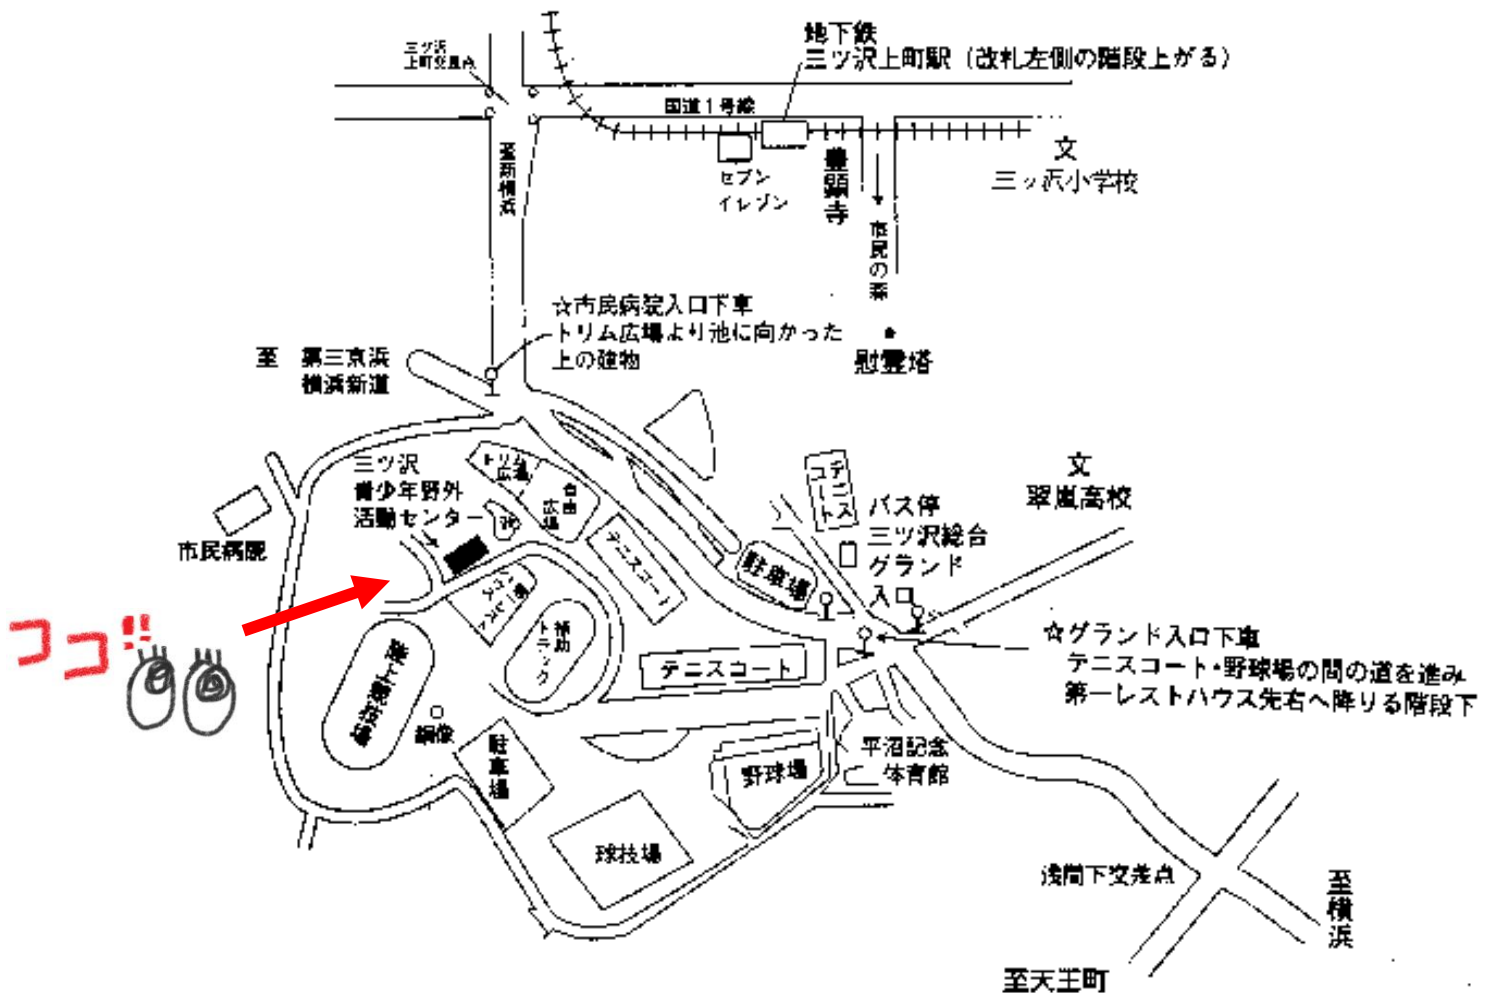 地下鉄
三ツ沢上町駅（改札左側の階段上がる）
三ツ沢
上町交差点
国道1号線
文
三ッ沢小学校
至新横浜
セブン
イレブン
豊顕寺
市民の森
☆市民病院入口下車
トリム広場より池に向かった
上の建物
慰霊塔
至 第三京浜
横浜新道
三ツ沢
青少年野外
活動センター
トリム
広場
自由
広場
池
テニスコート
市民病院
テニス
コート
バス停
三ツ沢総合
グランド
入口
文
翠嵐高校
駐車場
ココ!!
補助
トラック
陸上競技場
テニスコート
☆グランド入口下車
テニスコート・野球場の間の道を進み
第一レストハウス先右へ降りる階段下
銅像
駐車場
野球場
平沼記念
体育館
球技場
浅間下交差点
至横浜
至天王町